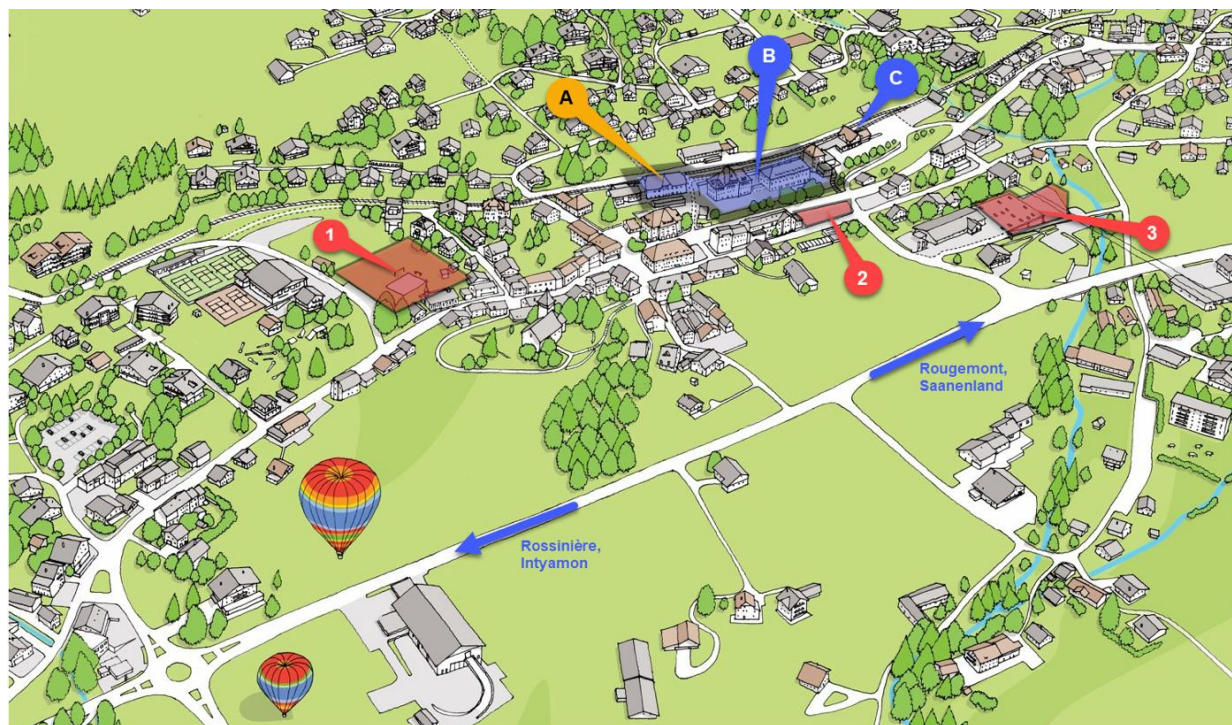 B
C
A
1
3
2
Rougemont,
Saanenland
Rossinière,
Intyamon